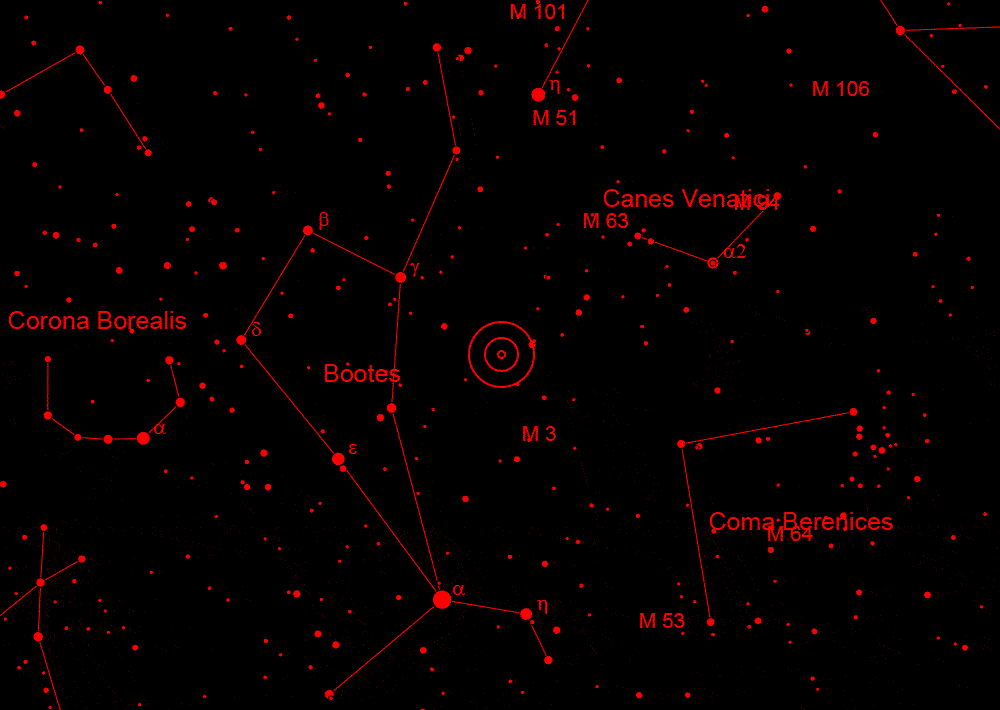 M 101
η
M 51
M 106
Canes Venatici
M 94
M 63
α2
β
γ
Corona Borealis
δ
Bootes
α
M 3
ε
Coma Berenices
M 64
α
η
M 53